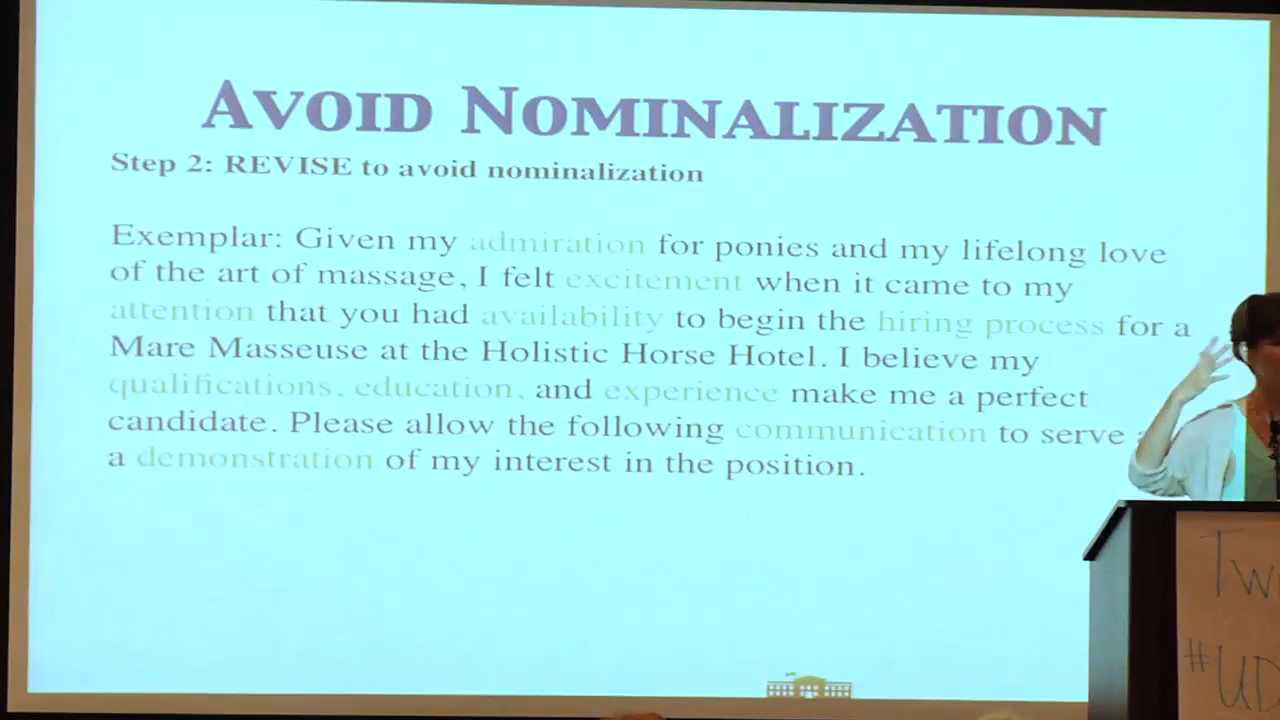 AVOID NOMINALIZATION
Step 2: REVISE to avoid nominalization
Exemplar: Given my admiration for ponies and my lifelong love
of the art of massage, I felt excitement when it came to my
attention that you had availability to begin the hiring process for a
Mare Masseuse at the Holistic Horse Hotel. I believe my
qualifications, education, and experience make me a perfect
candidate. Please allow the following communication to serve
a demonstration of my interest in the position.
#UD